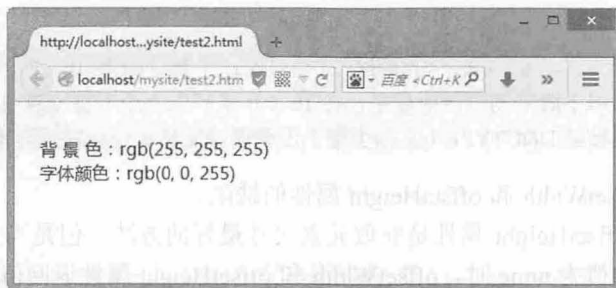 http://localhost...ysite/test2.html
localhost/mysite/test2.htm 百度 <Ctrl+K
背 景 色：rgb(255, 255, 255)
字体颜色：rgb(0, 0, 255)